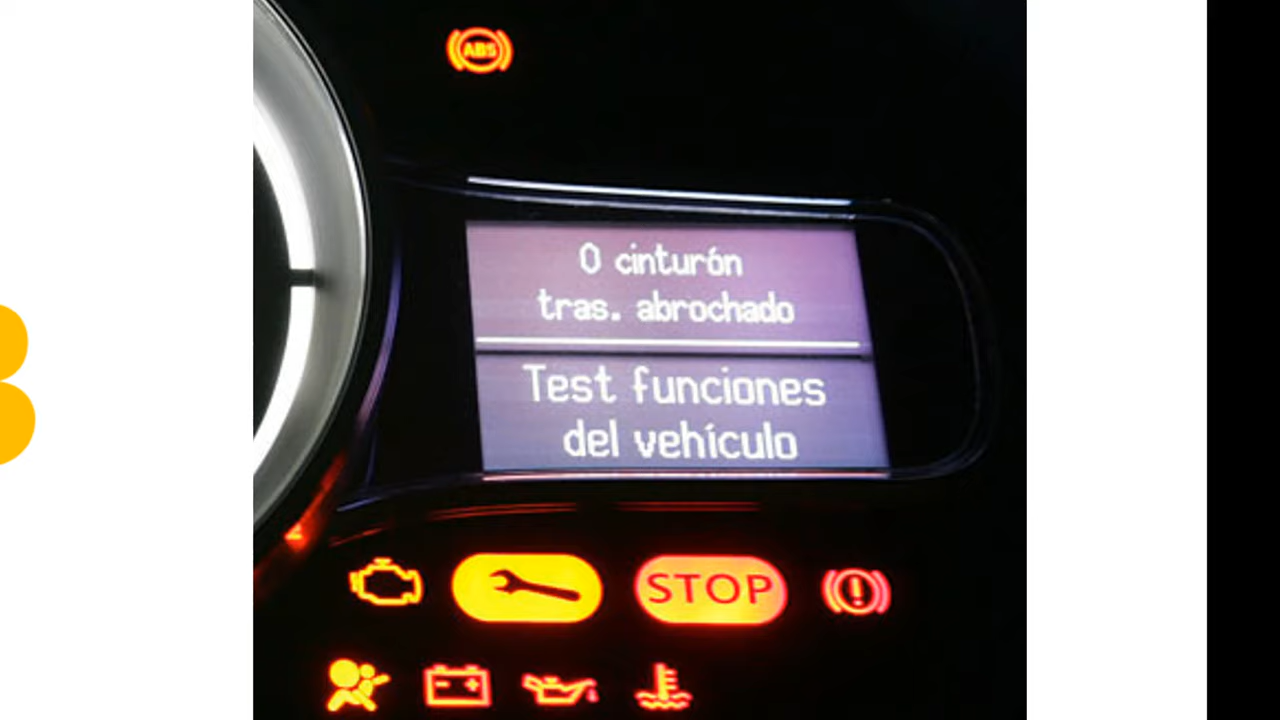 ABS
0 cinturón
tras. abrochado
Test funciones
del vehículo
STOP